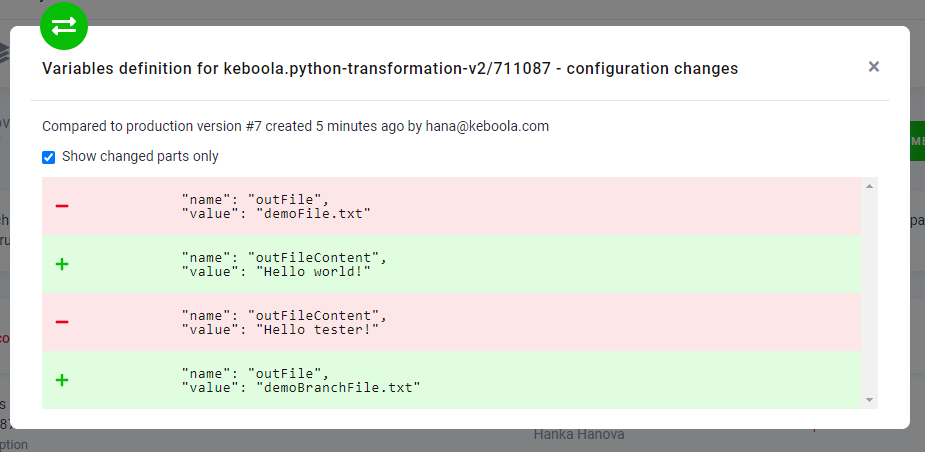 Variables definition for keboola.python-transformation-v2/711087 - configuration changes
×
Compared to production version #7 created 5 minutes ago by hana@keboola.com
Show changed parts only
"name": "outFile",
"value": "demoFile.txt"
"name": "outFileContent",
"value": "Hello world!"
"name": "outFileContent",
"value": "Hello tester!"
"name": "outFile",
"value": "demoBranchFile.txt"
Hanka Hanova